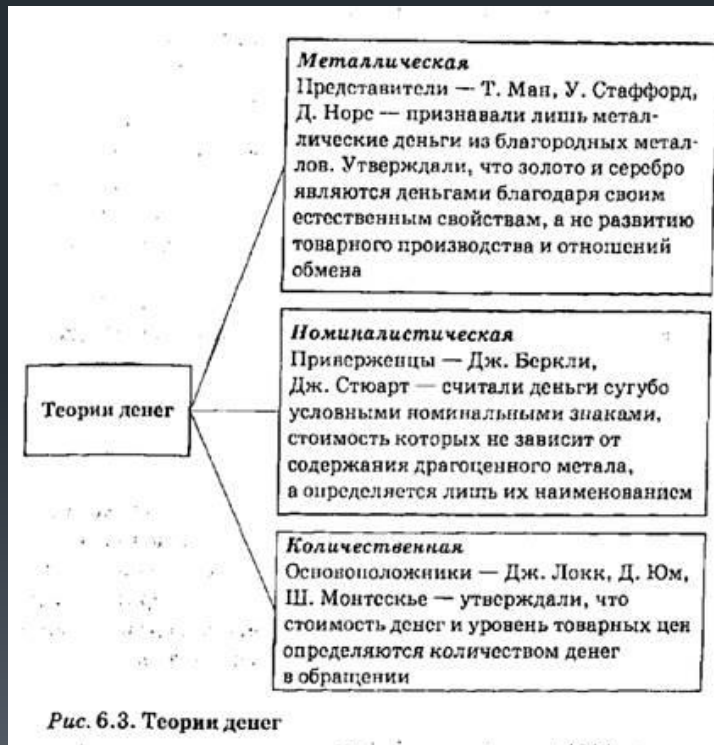 Металлическая
Представители — Т. Ман, У. Стаффорд,
Д. Норс — признавали лишь метал-
лические деньги из благородных метал-
лов. Утверждали, что золото и серебро
являются деньгами благодаря своим
естественным свойствам, а не развитию
товарного производства и отношений
обмена
Теории денег
Номиналистическая
Приверженцы — Дж. Беркли,
Дж. Стюарт — считали деньги сугубо
условными номинальными знаками,
стоимость которых не зависит от
содержания драгоценного метала,
а определяется лишь их наименованием
Количественная
Основоположники — Дж. Локк, Д. Юм,
Ш. Монтескье — утверждали, что
стоимость денег и уровень товарных цен
определяются количеством денег
в обращении
Рис. 6.3. Теории денег